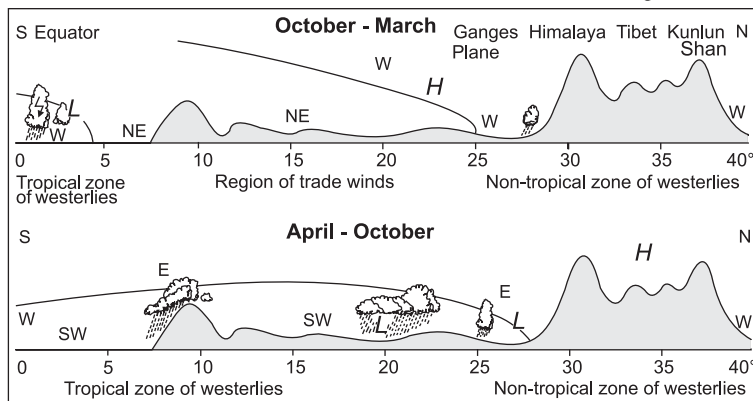 October - March
S Equator
Ganges Plane
Himalaya
Tibet
Kunlun Shan
N
W
H
L
W
NE
NE
W
W
0 5 10 15 20 25 30 35 40°
Tropical zone
of westerlies
Region of trade winds
Non-tropical zone of westerlies
April - October
S
N
E
H
E
W
SW
SW
L
L
W
0 5 10 15 20 25 30 35 40°
Tropical zone of westerlies
Non-tropical zone of westerlies